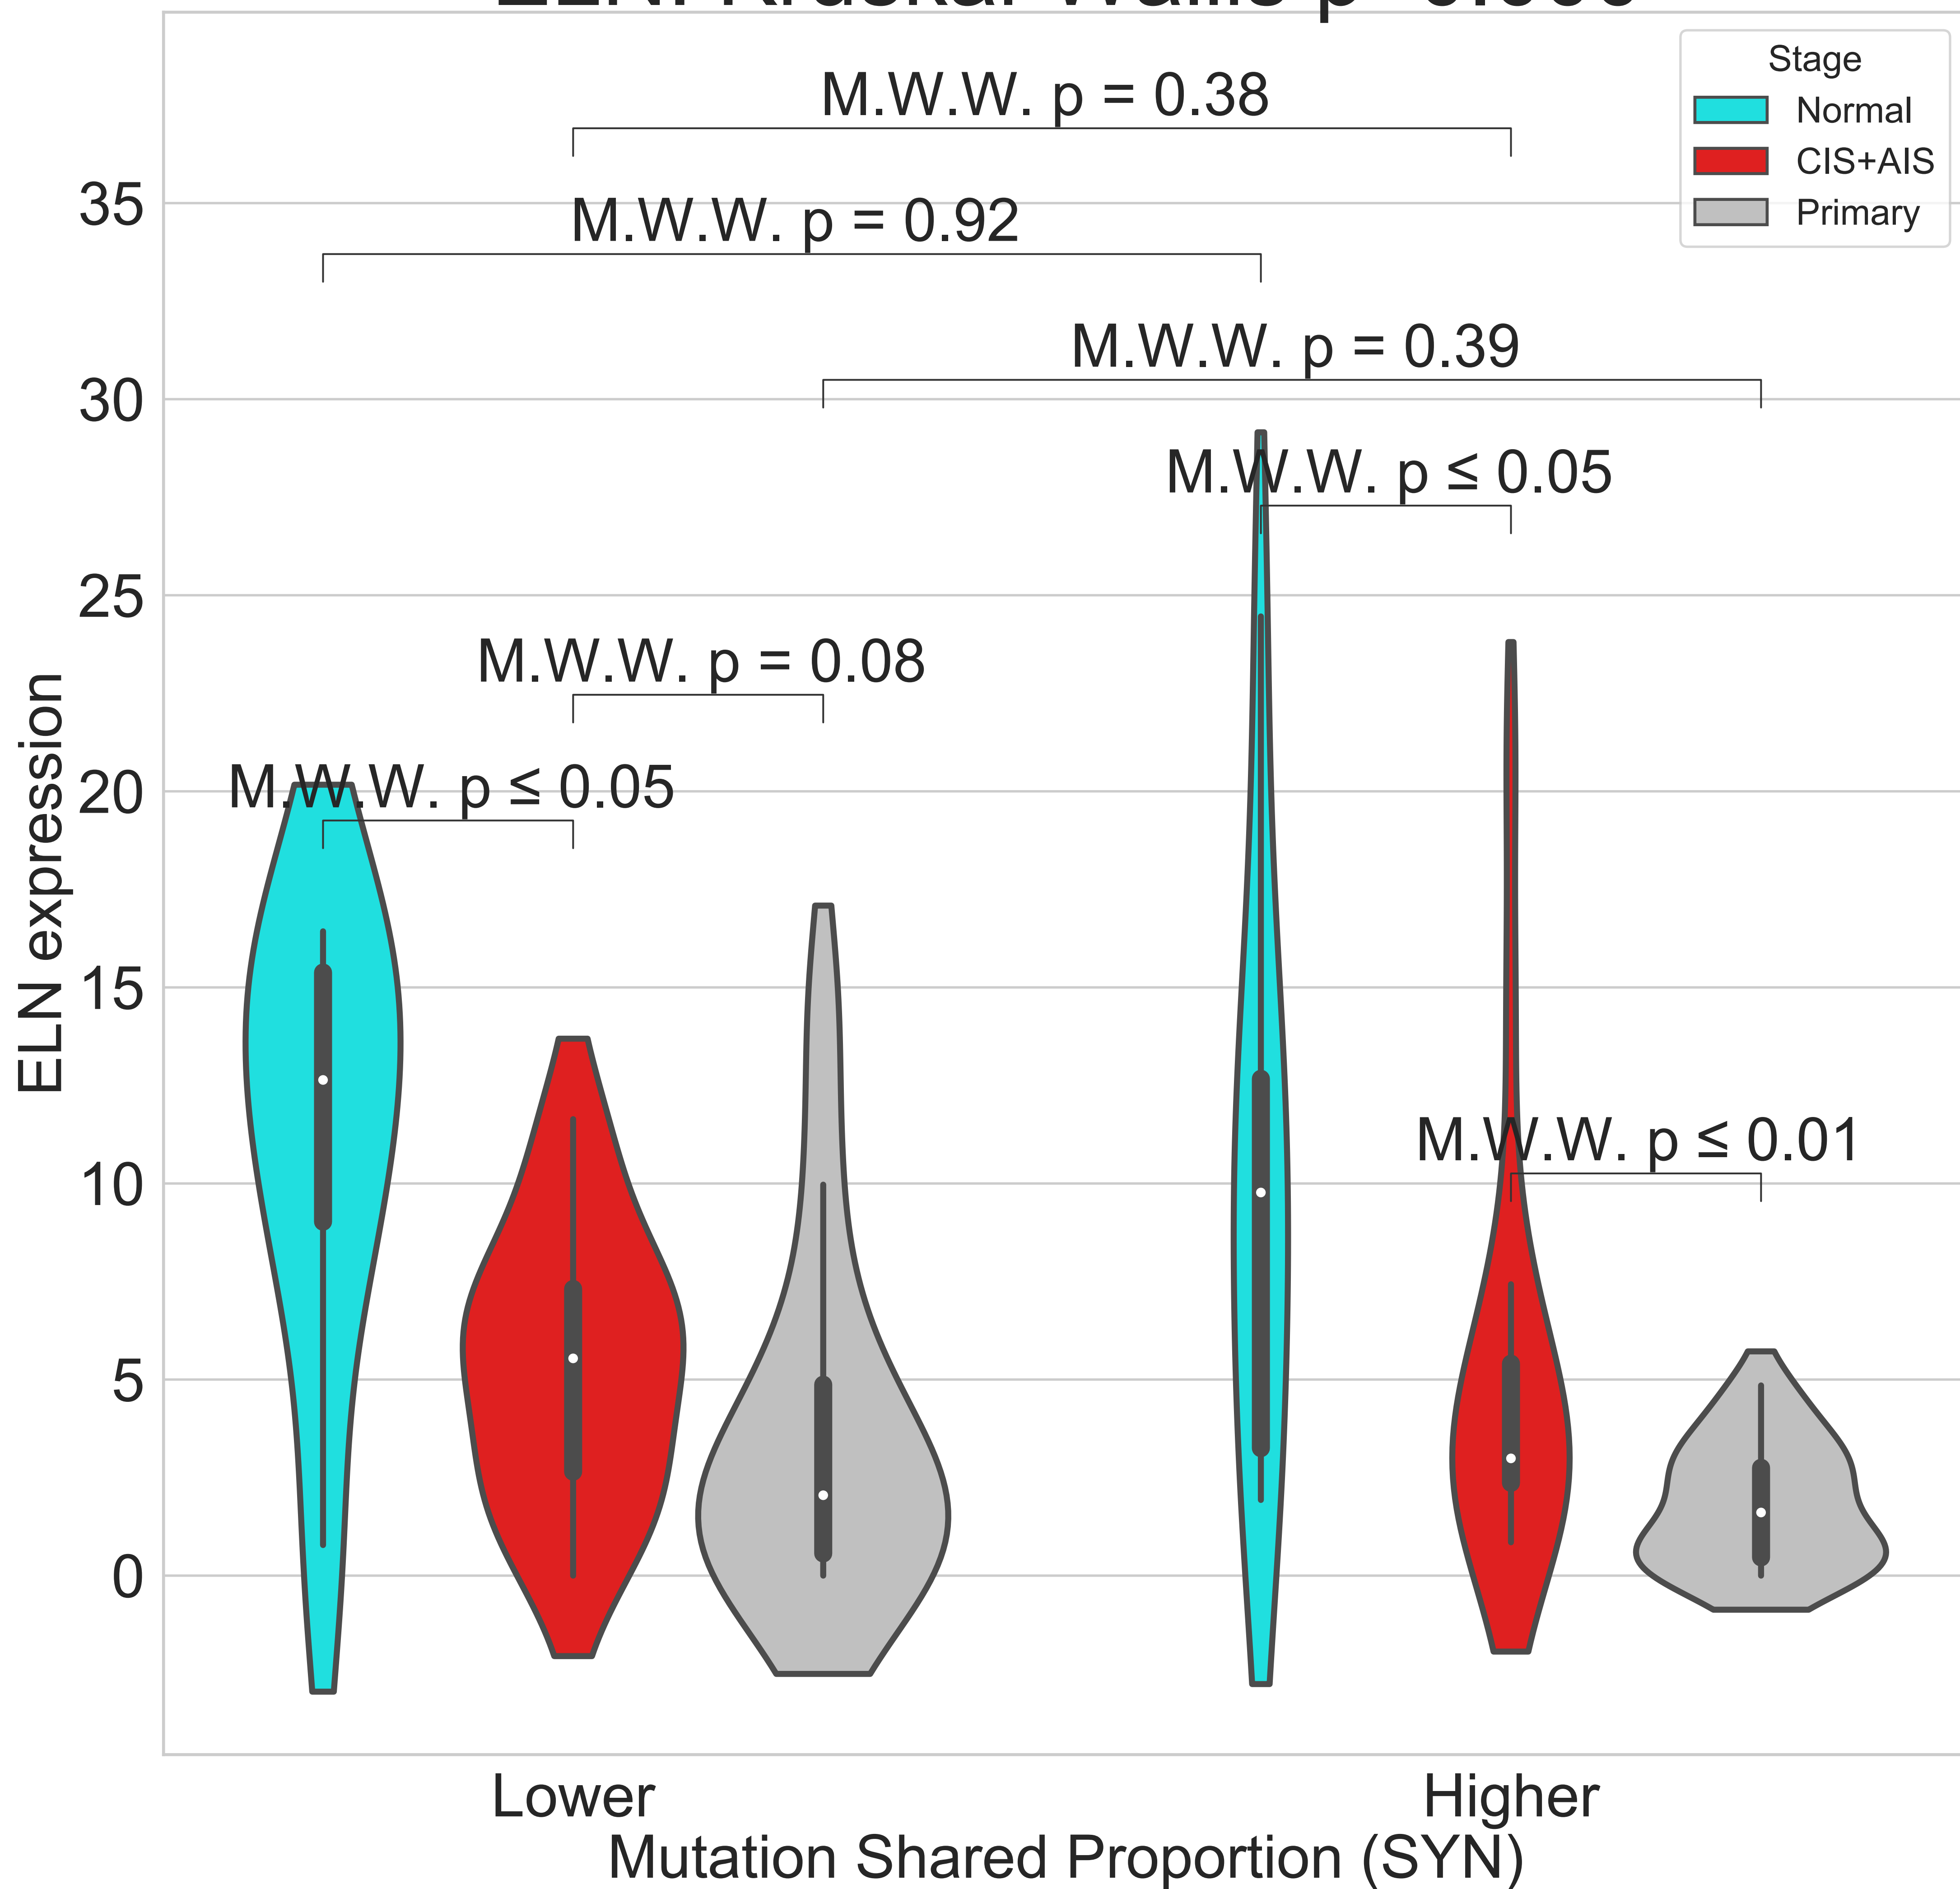 Stage
Normal
CIS+AIS
Primary
M.W.W. p = 0.38
M.W.W. p = 0.92
M.W.W. p = 0.39
M.W.W. p ≤ 0.05
M.W.W. p = 0.08
M.W.W. p ≤ 0.05
M.W.W. p ≤ 0.01
35
30
25
20
15
10
5
0
ELN expression
Lower
Higher
Mutation Shared Proportion (SYN)